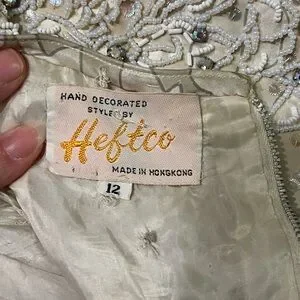 HAND DECORATED
STYLED BY
Heftco
MADE IN HONGKONG
12